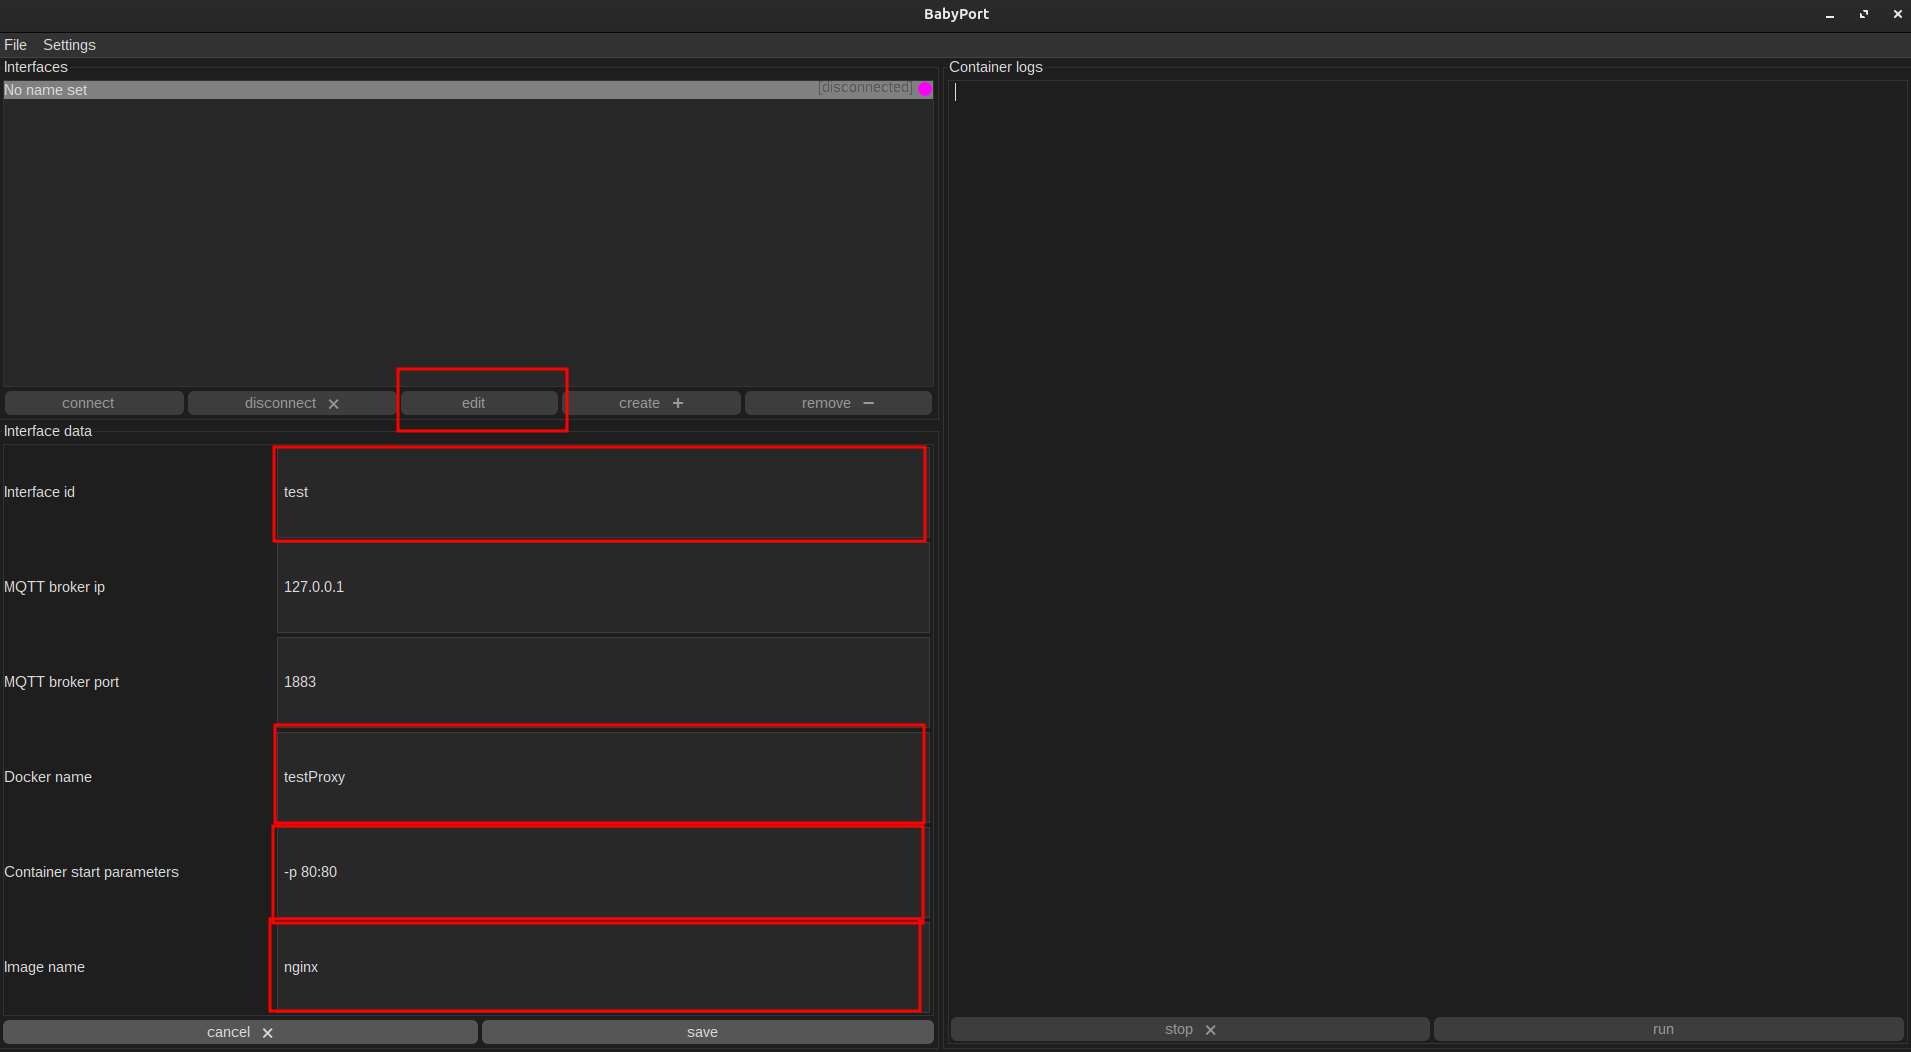 BabyPort
File Settings
Interfaces
No name set [disconnected]
connect disconnect edit create remove
Interface data
Interface id test
MQTT broker ip 127.0.0.1
MQTT broker port 1883
Docker name testProxy
Container start parameters -p 80:80
Image name nginx
cancel save
Container logs
stop run